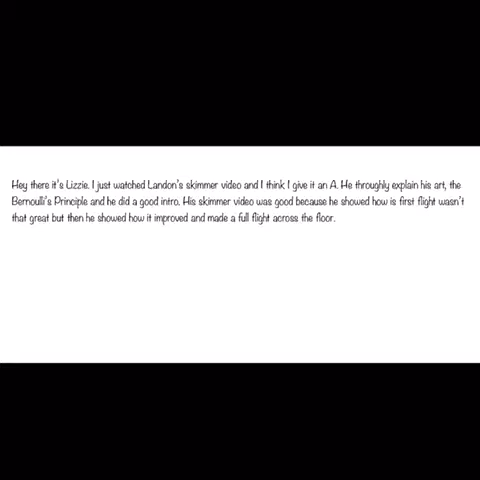 Hey there it's Lizzie. I just watched Landon's skimmer video and I think I give it an A. He throughly explain his art, the
Bernoulli's Principle and he did a good intro. His skimmer video was good because he showed how is first flight wasn't
that great but then he showed how it improved and made a full flight across the floor.